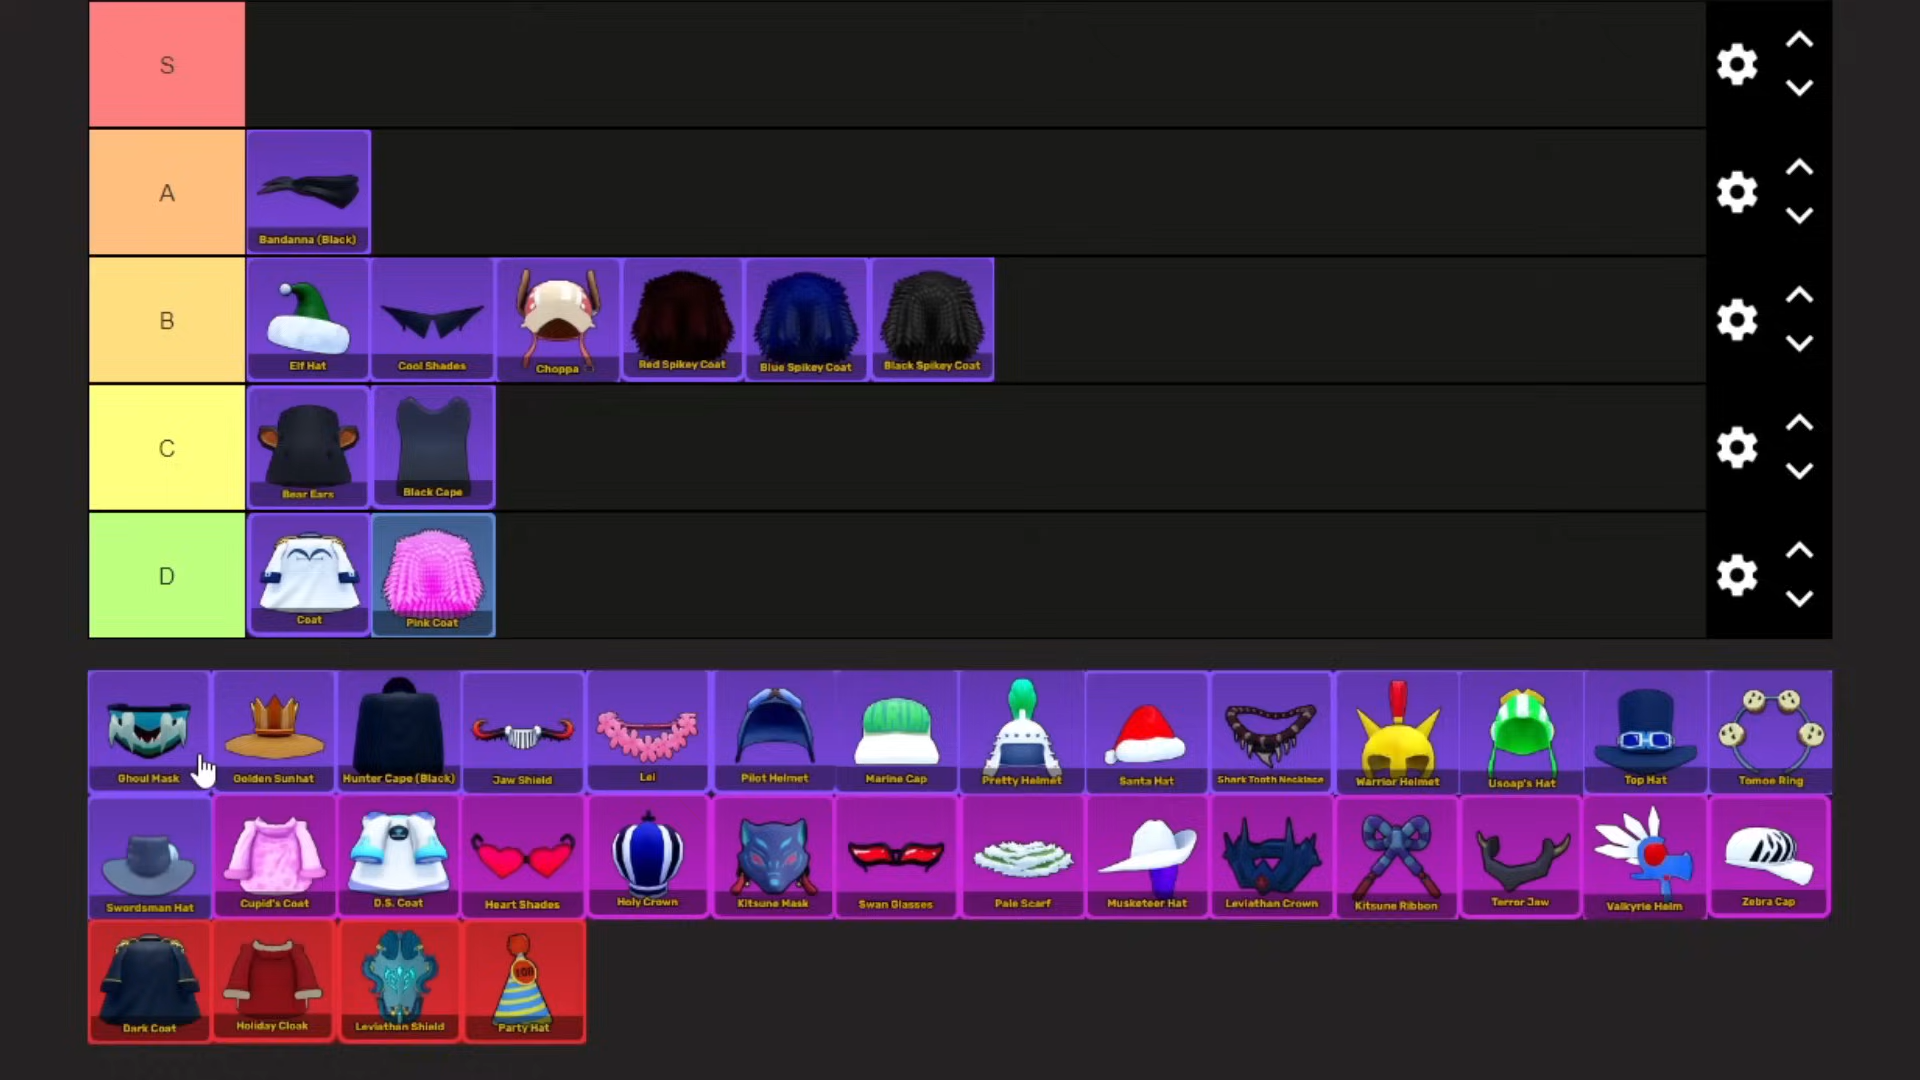 S
A
Bandanna (Black)
B
Elf Hat
Cool Shades
Choppa
Red Spikey Coat
Blue Spikey Coat
Black Spikey Coat
C
Bear Ears
Black Cape
D
Coat
Pink Coat
Ghoul Mask
Golden Sunhat
Hunter Cape (Black)
Jaw Shield
Lei
Pilot Helmet
Marine Cap
Pretty Helmet
Santa Hat
Shark Tooth Necklace
Warrior Helmet
Usoap's Hat
Top Hat
Tomoe Ring
Swordsman Hat
Cupid's Coat
D.S. Coat
Heart Shades
Holy Crown
Kitsune Mask
Swan Glasses
Pale Scarf
Musketeer Hat
Leviathan Crown
Kitsune Ribbon
Terror Jaw
Valkyrie Helm
Zebra Cap
Dark Coat
Holiday Cloak
Leviathan Shield
Party Hat